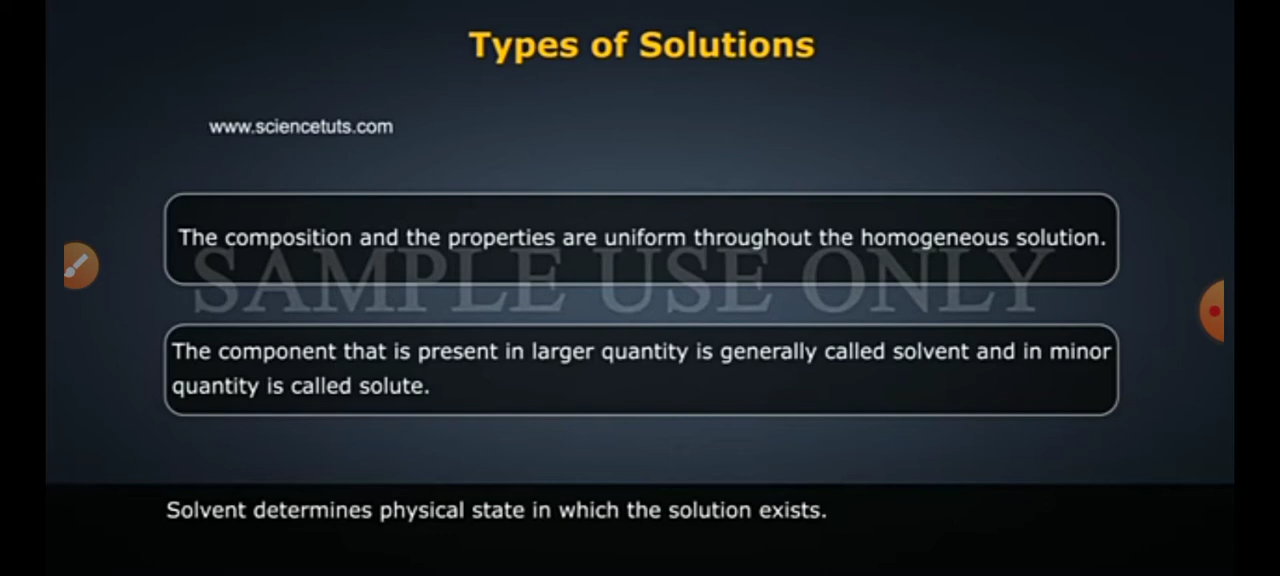 Types of Solutions
www.sciencetuts.com
The composition and the properties are uniform throughout the homogeneous solution.
SAMPLE USE ONLY
The component that is present in larger quantity is generally called solvent and in minor
quantity is called solute.
Solvent determines physical state in which the solution exists.